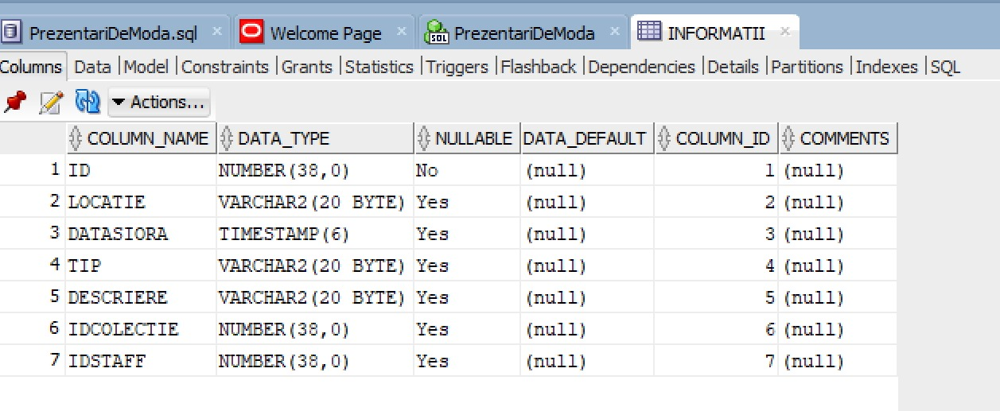 PrezentariDeModa.sql × Welcome Page × SQL PrezentariDeModa × INFORMATII ×
Columns Data |Model |Constraints |Grants |Statistics |Triggers |Flashback |Dependencies |Details |Partitions |Indexes |SQL
Actions...
COLUMN_NAME DATA_TYPE NULLABLE DATA_DEFAULT COLUMN_ID COMMENTS
1 ID NUMBER(38,0) No (null) 1 (null)
2 LOCATIE VARCHAR2(20 BYTE) Yes (null) 2 (null)
3 DATASIORA TIMESTAMP(6) Yes (null) 3 (null)
4 TIP VARCHAR2(20 BYTE) Yes (null) 4 (null)
5 DESCRIERE VARCHAR2(20 BYTE) Yes (null) 5 (null)
6 IDCOLECTIE NUMBER(38,0) Yes (null) 6 (null)
7 IDSTAFF NUMBER(38,0) Yes (null) 7 (null)